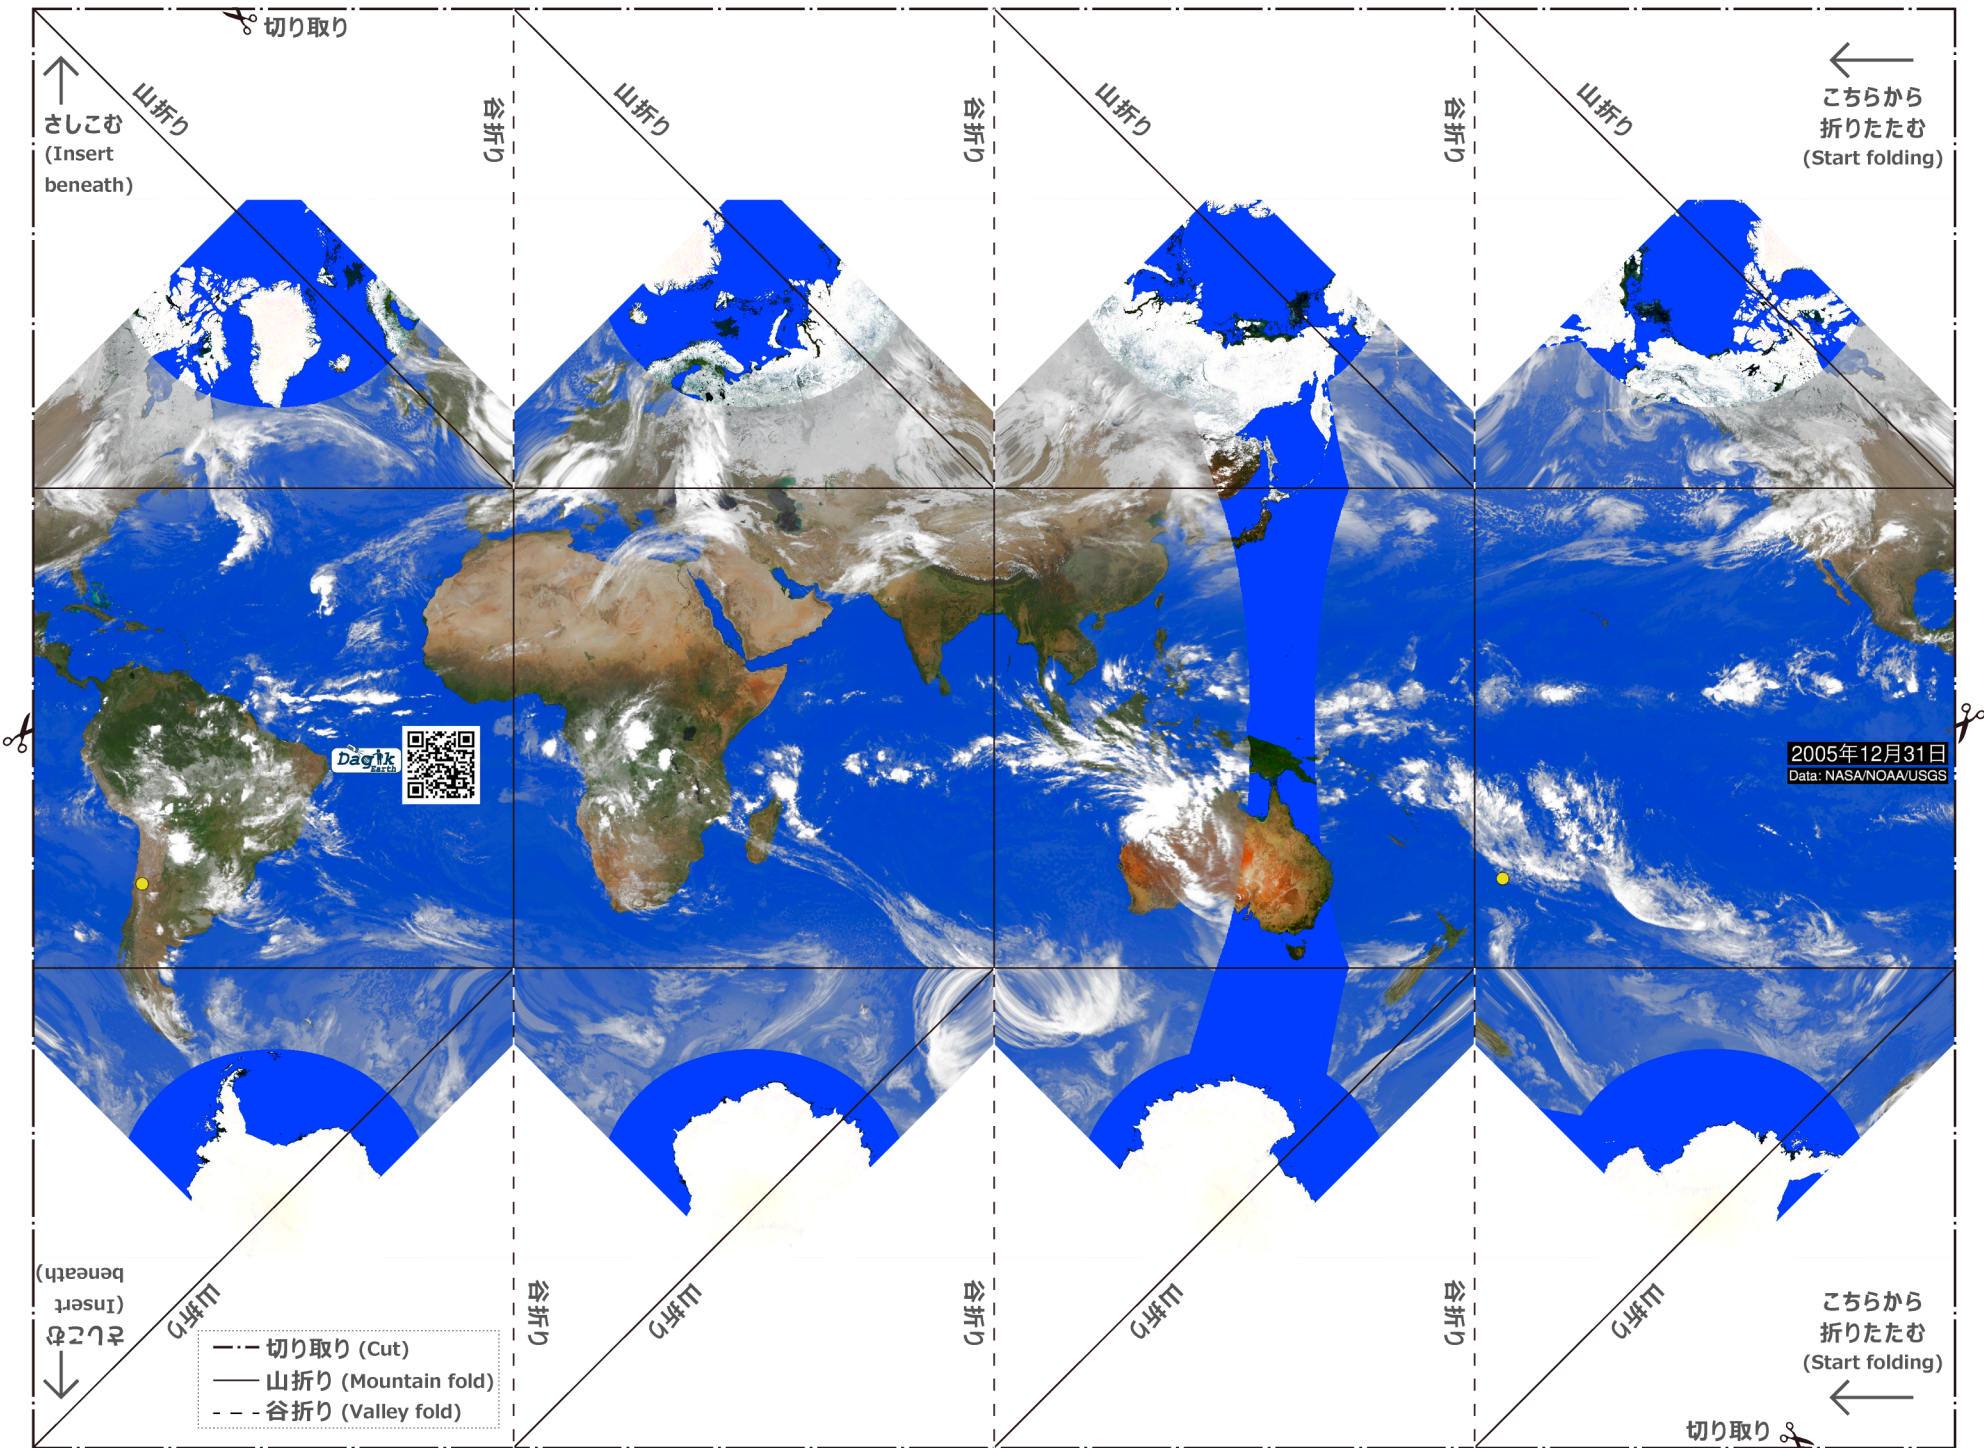 切り取り
山折り
谷折り
山折り
谷折り
山折り
谷折り
山折り
さしこむ
(Insert
beneath)
こちらから
折りたたむ
(Start folding)
Dagik
Earth
2005年12月31日
Data: NASA/NOAA/USGS
さしこむ
(Insert
beneath)
山折り
谷折り
山折り
谷折り
山折り
谷折り
山折り
こちらから
折りたたむ
(Start folding)
切り取り (Cut)
山折り (Mountain fold)
谷折り (Valley fold)
切り取り